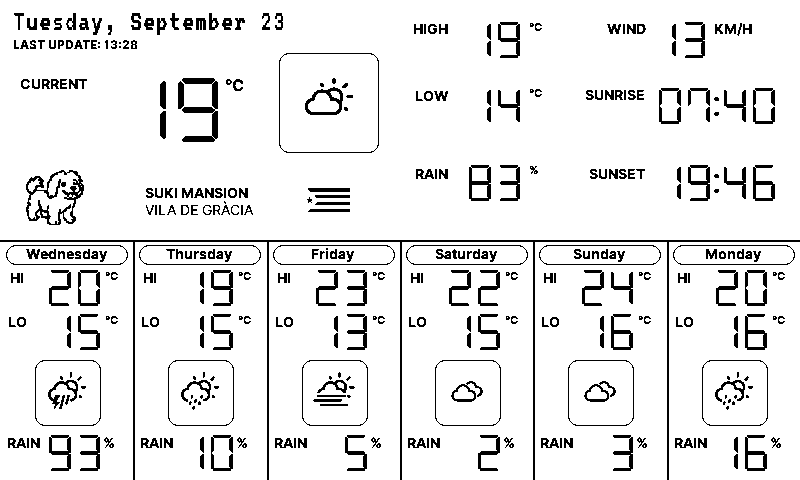 Tuesday, September 23
LAST UPDATE: 13:28
CURRENT 19 °C
SUKI MANSION
VILA DE GRÀCIA
HIGH 19 °C
WIND 13 KM/H
LOW 14 °C
SUNRISE 07:40
RAIN 83 %
SUNSET 19:46
Wednesday
HI 20 °C
LO 15 °C
RAIN 93 %
Thursday
HI 19 °C
LO 15 °C
RAIN 10 %
Friday
HI 23 °C
LO 13 °C
RAIN 5 %
Saturday
HI 22 °C
LO 15 °C
RAIN 2 %
Sunday
HI 24 °C
LO 16 °C
RAIN 3 %
Monday
HI 20 °C
LO 16 °C
RAIN 16 %